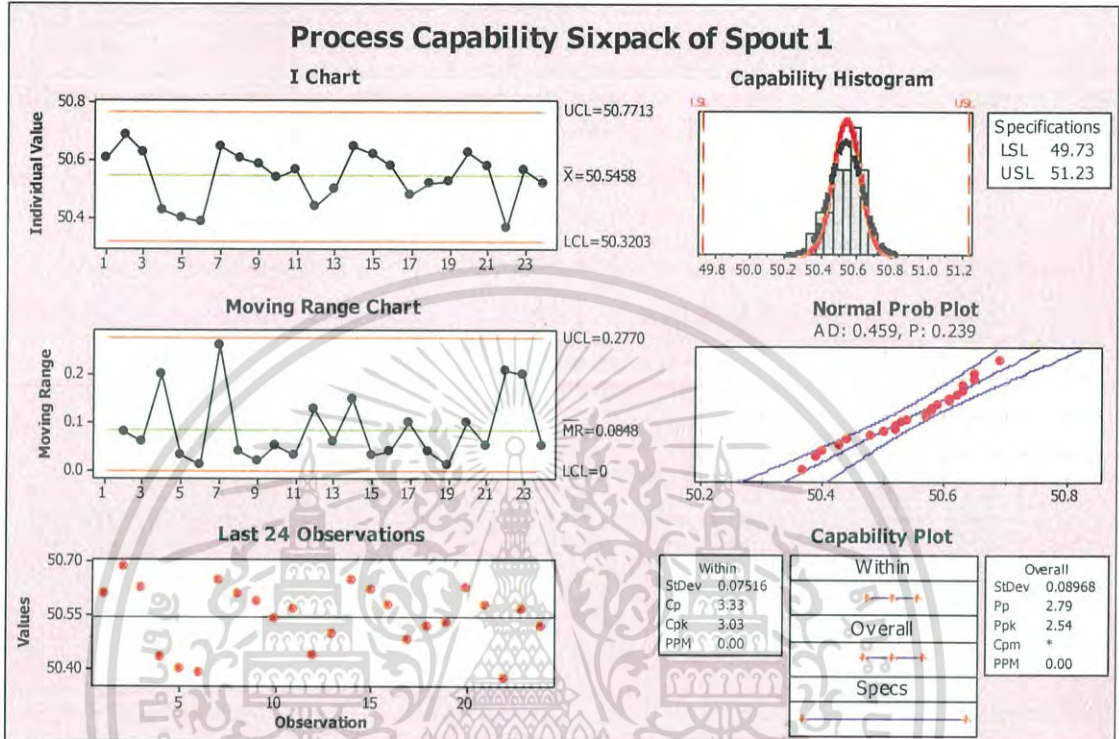 Process Capability Sixpack of Spout 1
I Chart
Individual Value
50.8
50.6
50.4
1 3 5 7 9 11 13 15 17 19 21 23
UCL=50.7713
X̄=50.5458
LCL=50.3203
Capability Histogram
LSL USL
49.8 50.0 50.2 50.4 50.6 50.8 51.0 51.2
Specifications
LSL 49.73
USL 51.23
Moving Range Chart
Moving Range
0.2
0.1
0.0
1 3 5 7 9 11 13 15 17 19 21 23
UCL=0.2770
M̄R̄=0.0848
LCL=0
Normal Prob Plot
AD: 0.459, P: 0.239
50.2 50.4 50.6 50.8
Last 24 Observations
Values
50.70
50.55
50.40
5 10 15 20
Observation
Capability Plot
Within
StDev 0.07516
Cp 3.33
Cpk 3.03
PPM 0.00
Within
Overall
Specs
Overall
StDev 0.08968
Pp 2.79
Ppk 2.54
Cpm *
PPM 0.00